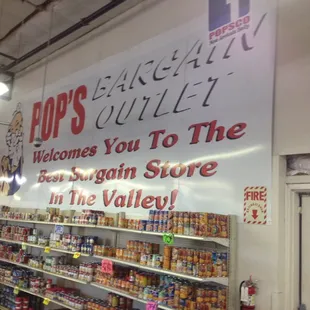 POPSCO
POP'S BARGAIN
OUTLET
Welcomes You To The
Best Bargain Store
In The Valley!
FIRE